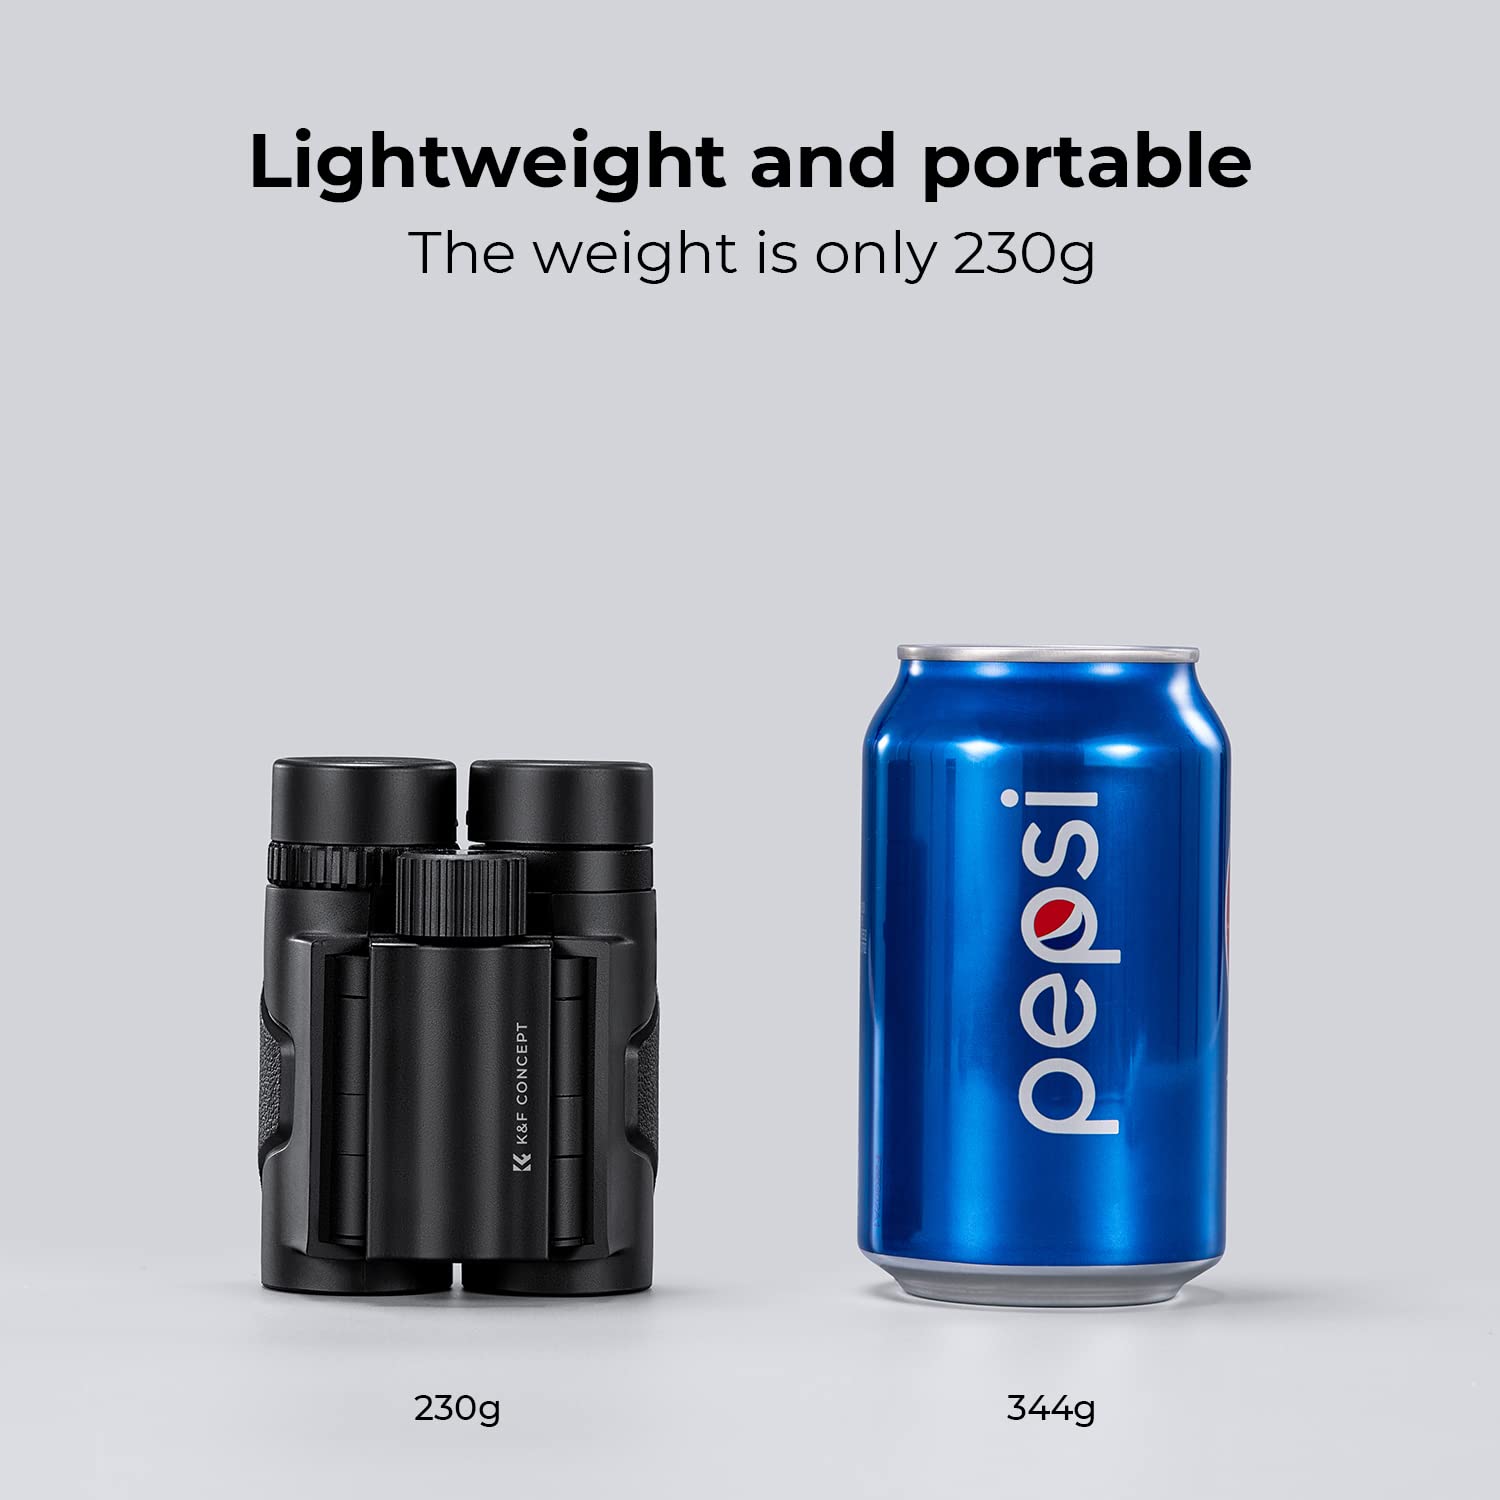 Lightweight and portable
The weight is only 230g
K&F CONCEPT
pepsi
230g
344g